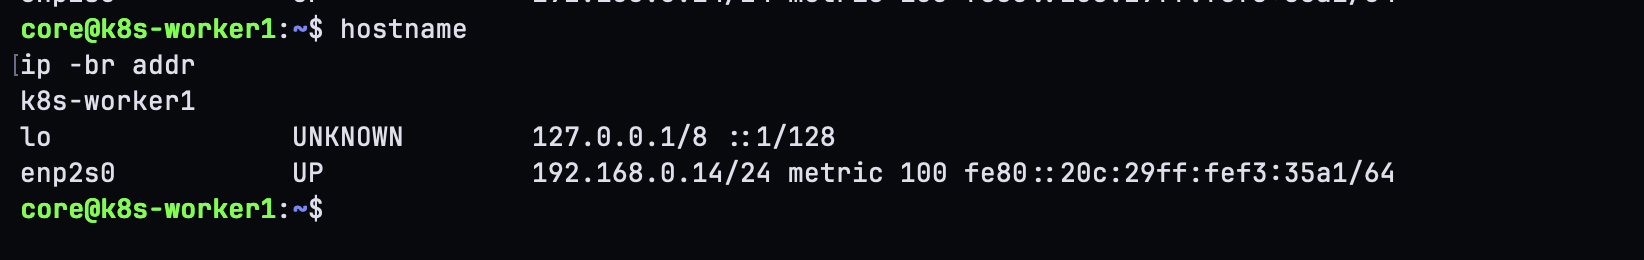 core@k8s-worker1:~$ hostname
[ip -br addr
k8s-worker1
lo UNKNOWN 127.0.0.1/8 ::1/128
enp2s0 UP 192.168.0.14/24 metric 100 fe80::20c:29ff:fef3:35a1/64
core@k8s-worker1:~$